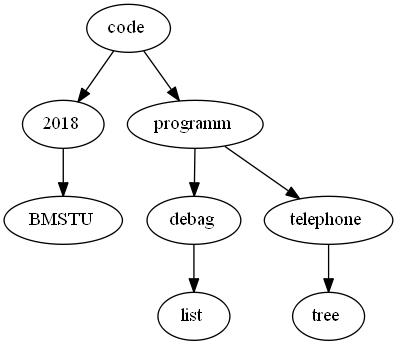 code
2018
programm
BMSTU
debag
telephone
list
tree